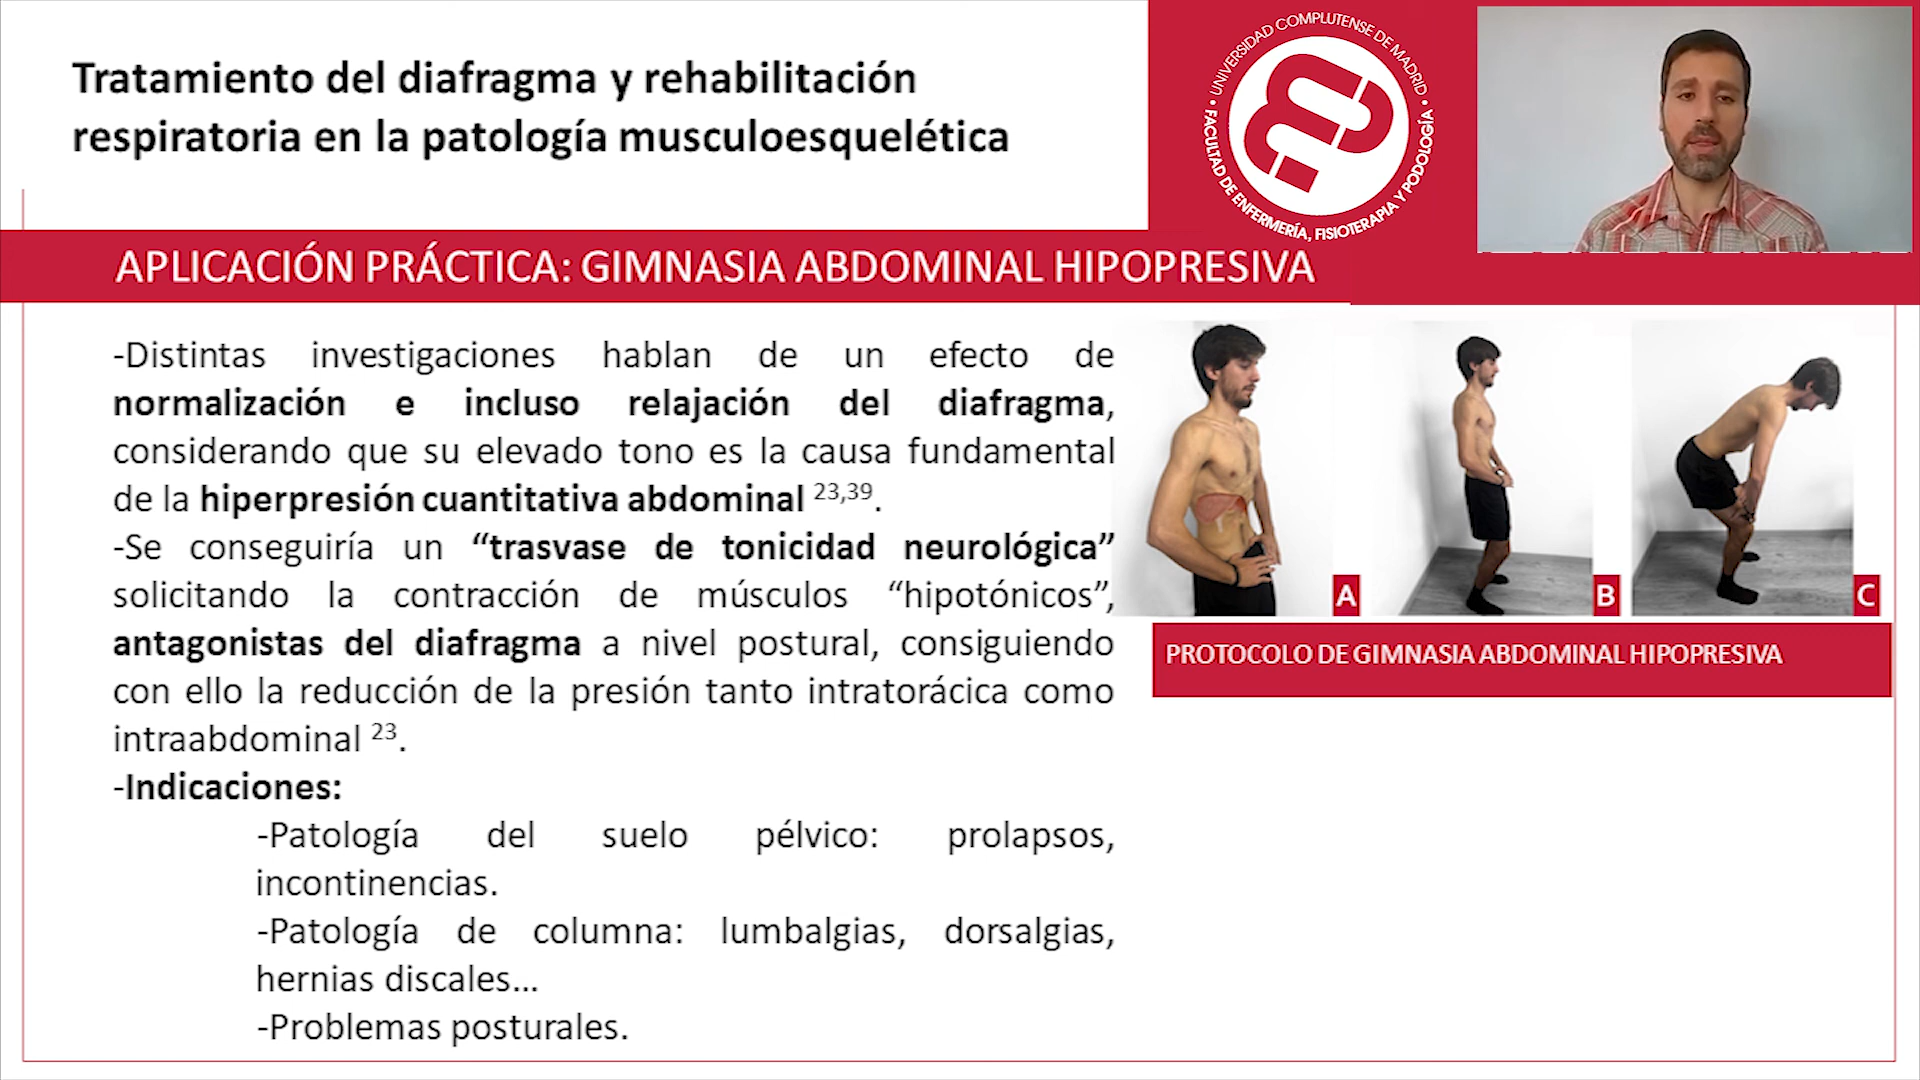 Tratamiento del diafragma y rehabilitación
respiratoria en la patología musculoesquelética
• UNIVERSIDAD COMPLUTENSE DE MADRID •
FACULTAD DE ENFERMERÍA, FISIOTERAPIA Y PODOLOGÍA
APLICACIÓN PRÁCTICA: GIMNASIA ABDOMINAL HIPOPRESIVA
-Distintas investigaciones hablan de un efecto de
normalización e incluso relajación del diafragma,
considerando que su elevado tono es la causa fundamental
de la hiperpresión cuantitativa abdominal 23,39.
-Se conseguiría un “trasvase de tonicidad neurológica”
solicitando la contracción de músculos “hipotónicos”,
antagonistas del diafragma a nivel postural, consiguiendo
con ello la reducción de la presión tanto intratorácica como
intraabdominal 23.
-Indicaciones:
-Patología del suelo pélvico: prolapsos,
incontinencias.
-Patología de columna: lumbalgias, dorsalgias,
hernias discales...
-Problemas posturales.
A
B
C
PROTOCOLO DE GIMNASIA ABDOMINAL HIPOPRESIVA